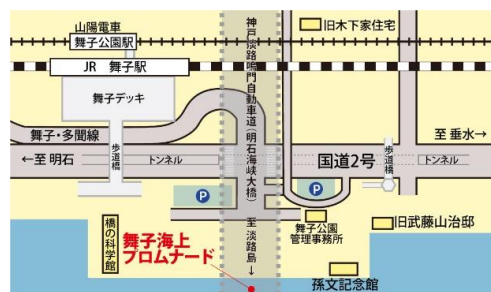 山陽電車
舞子公園駅
JR 舞子駅
舞子デッキ
舞子・多聞線
←至 明石
歩道橋
トンネル
神戸淡路鳴門自動車道(明石海峡大橋)
至 淡路島→
旧木下家住宅
至 垂水→
国道2号
歩道橋
トンネル
P
P
橋の科学館
舞子海上
プロムナード
舞子公園
管理事務所
旧武藤山治邸
孫文記念館